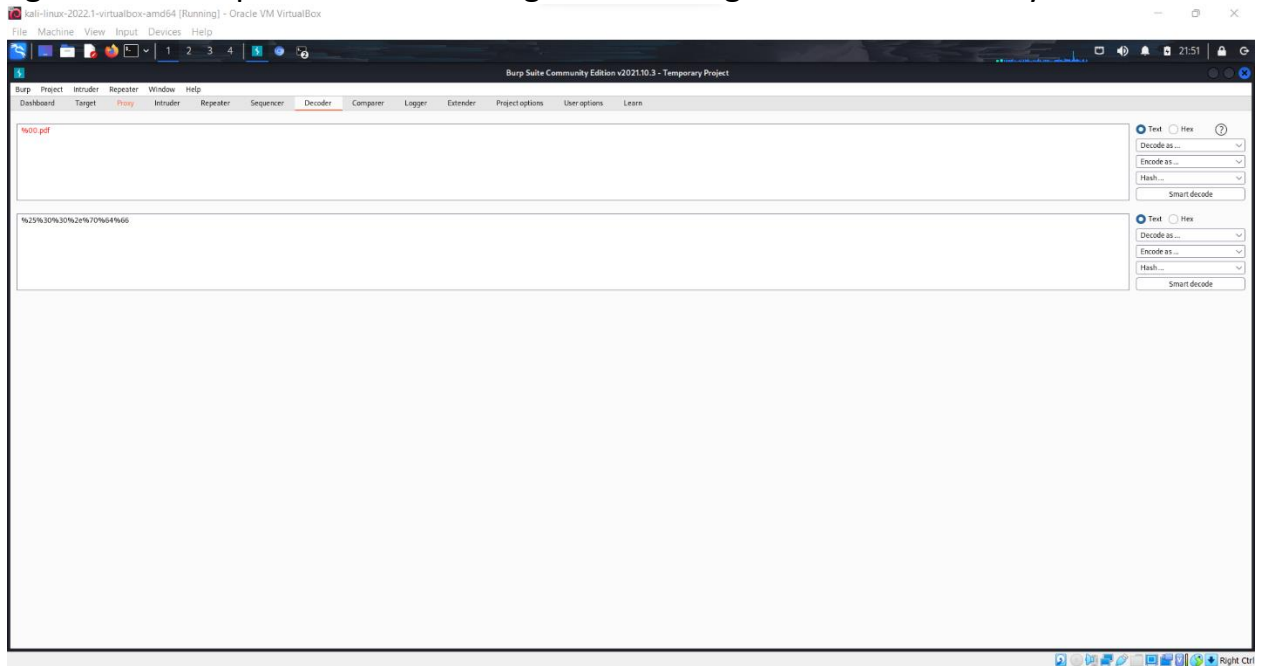 kali-linux-2022.1-virtualbox-amd64 [Running] - Oracle VM VirtualBox
File Machine View Input Devices Help
1 2 3 4 21:51
Burp Suite Community Edition v2021.10.3 - Temporary Project
Burp Project Intruder Repeater Window Help
Dashboard Target Proxy Intruder Repeater Sequencer Decoder Comparer Logger Extender Project options User options Learn
%00.pdf
Text Hex ?
Decode as ...
Encode as ...
Hash ...
Smart decode
%25%30%30%2e%70%64%66
Text Hex
Decode as ...
Encode as ...
Hash ...
Smart decode
Right Ctrl